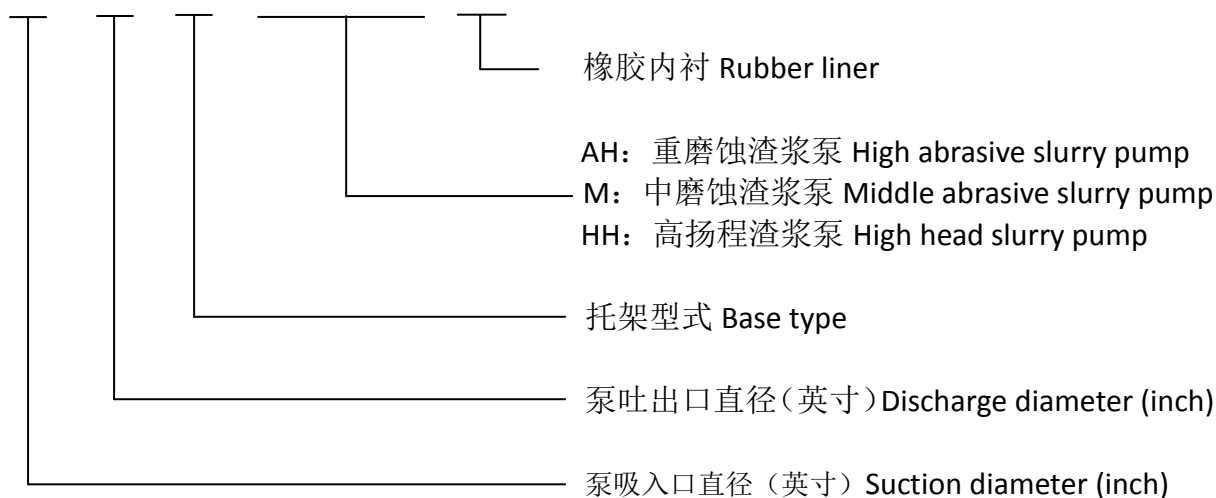 橡胶内衬 Rubber liner
AH：重磨蚀渣浆泵 High abrasive slurry pump
M：中磨蚀渣浆泵 Middle abrasive slurry pump
HH：高扬程渣浆泵 High head slurry pump
托架型式 Base type
泵吐出口直径（英寸）Discharge diameter (inch)
泵吸入口直径（英寸）Suction diameter (inch)